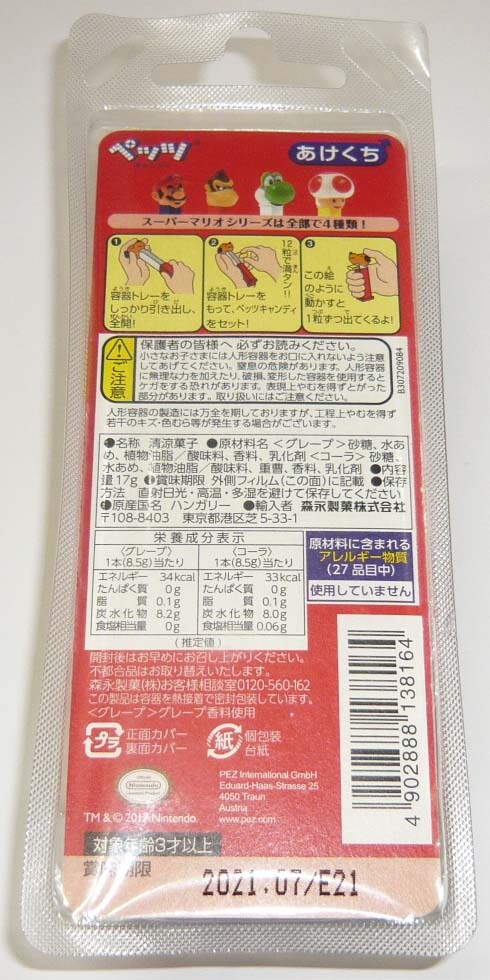 ペッツ
あけくち
スーパーマリオシリーズは全部で4種類！
1
容器トレーを
しっかり引き出し、
全開!
2
12粒で満タン!!
容器トレーを
もって、ペッツキャンディ
をセット!
3
この絵
のように
動かすと
1粒ずつ出てくるよ!
ご注意
保護者の皆様へ 必ずお読みください。
小さなお子さまには人形容器をお口に入れないよう注意
してあげてください。窒息の危険があります。人形容器
に無理な力を加えたり、破損、変形した容器を使用すると
ケガをする恐れがあります。表現上やむを得ずとがった
部分があります。取り扱いにはご注意ください。
B307209084
人形容器の製造には万全を期しておりますが、工程上やむを得ず
若干のキズ・色むら等が発生する場合がございます。
●名称 清涼菓子 ●原材料名 <グレープ>砂糖、水あ
め、植物油脂／酸味料、香料、乳化剤 <コーラ> 砂糖、
水あめ、植物油脂／酸味料、重曹、香料、乳化剤 ●内容
量17g ●賞味期限 外側フィルム(この面)に記載 ●保存
方法 直射日光・高温・多湿を避けて保存してください
●原産国名 ハンガリー ●輸入者 森永製菓株式会社
〒108-8403 東京都港区芝5-33-1
栄養成分表示
<グレープ> <コーラ>
1本(8.5g)当たり 1本(8.5g)当たり
エネルギー 34kcal エネルギー 33kcal
たんぱく質 0g たんぱく質 0g
脂質 0.1g 脂質 0.1g
炭水化物 8.2g 炭水化物 8.0g
食塩相当量 0g 食塩相当量 0.06g
(推定値)
原材料に含まれる
アレルギー物質
(27品目中)
使用していません
開封後はお早めにお召し上がりください。
不都合品はお取り替えいたします。
森永製菓(株)お客様相談室0120-560-162
この製品は容器を熱接着で密封包装しています。
<グレープ>グレープ香料使用
プラ
正面カバー
裏面カバー
紙
個包装
台紙
4 902888 138164
Nintendo
PEZ International GmbH
Eduard-Haas-Strasse 25
4050 Traun
Austria
www.pez.com
TM & © 2017 Nintendo.
対象年齢3才以上
賞味期限
2021.07/E21